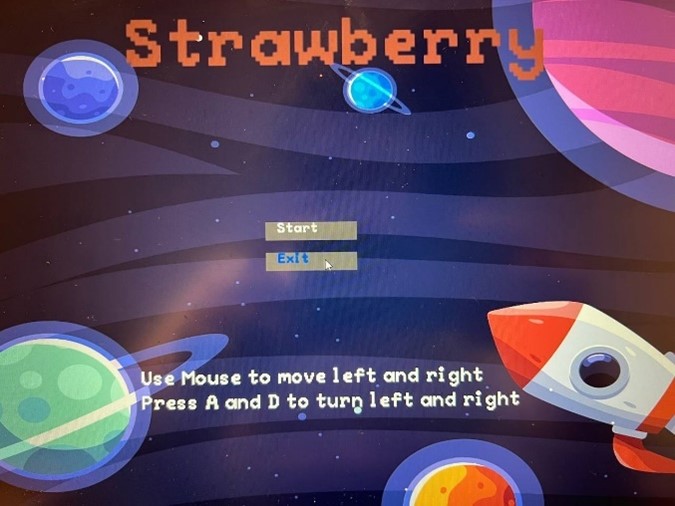 Strawberry
Start
Exit
Use Mouse to move left and right
Press A and D to turn left and right